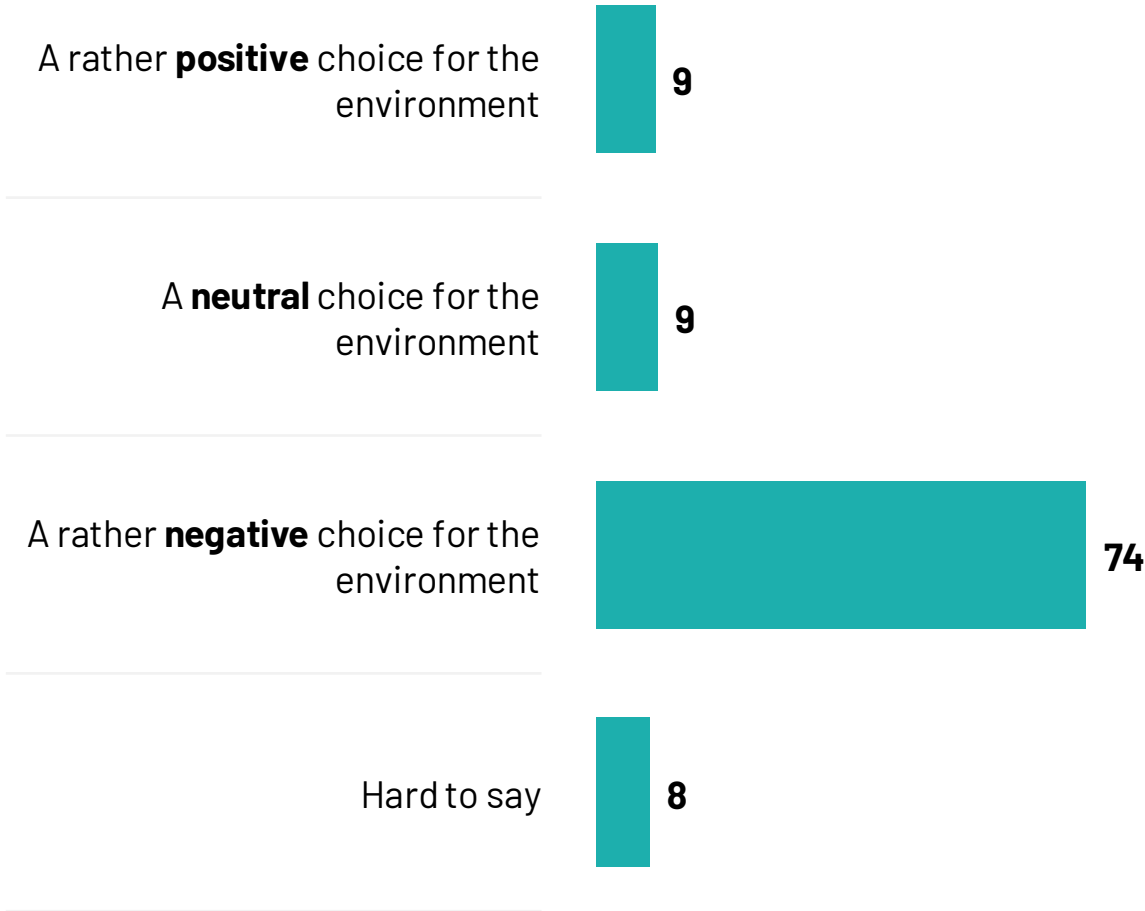 A rather positive choice for the
environment
9
A neutral choice for the
environment
9
A rather negative choice for the
environment
74
Hard to say
8